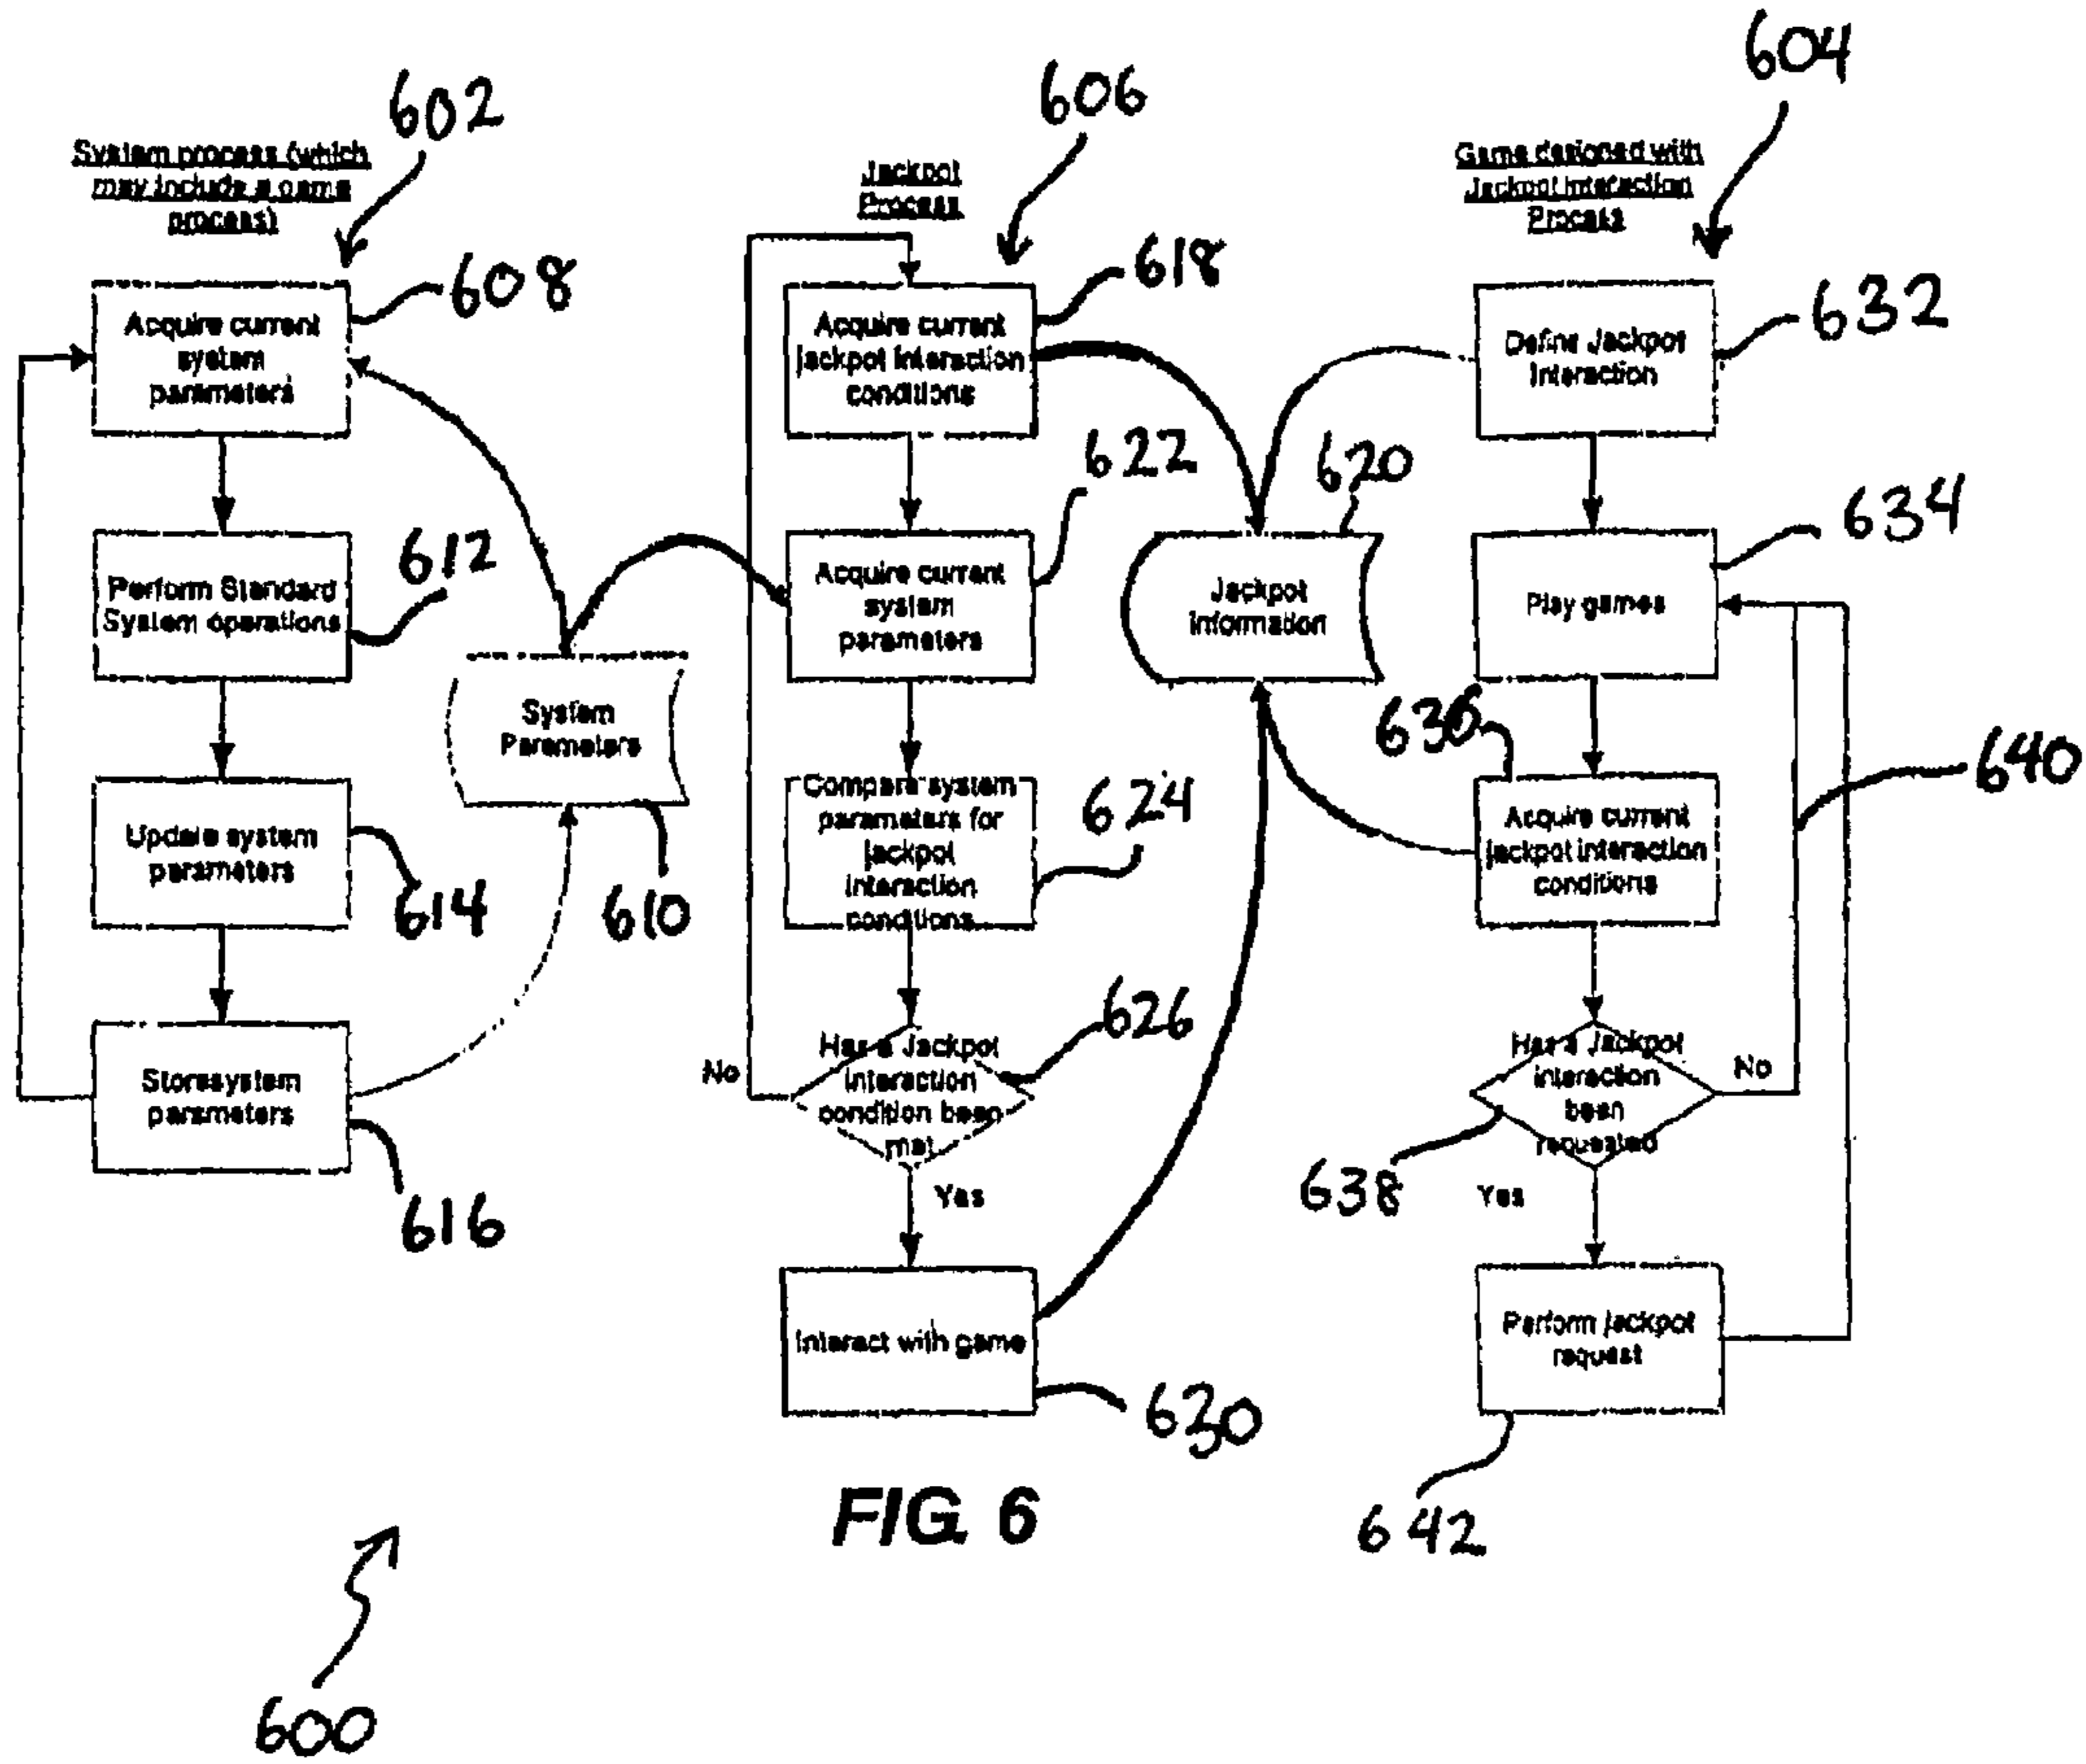 602
System process (which
may include a game
process)
608
Acquire current
system
parameters
612
Perform Standard
System operations
System
Parameters
610
Update system
parameters
614
Store system
parameters
616
606
Jackpot
Process
618
Acquire current
jackpot interaction
conditions
622
Acquire current
system
parameters
620
Jackpot
information
Compare system
parameters for
jackpot
interaction
conditions
624
626
Has a Jackpot
interaction
condition been
met
No
Yes
Interact with game
630
604
Game designed with
Jackpot interaction
Process
632
Define Jackpot
Interaction
634
Play games
636
640
Acquire current
jackpot interaction
conditions
Has a Jackpot
interaction
been
requested
No
638
Yes
Perform jackpot
request
642
FIG. 6
600